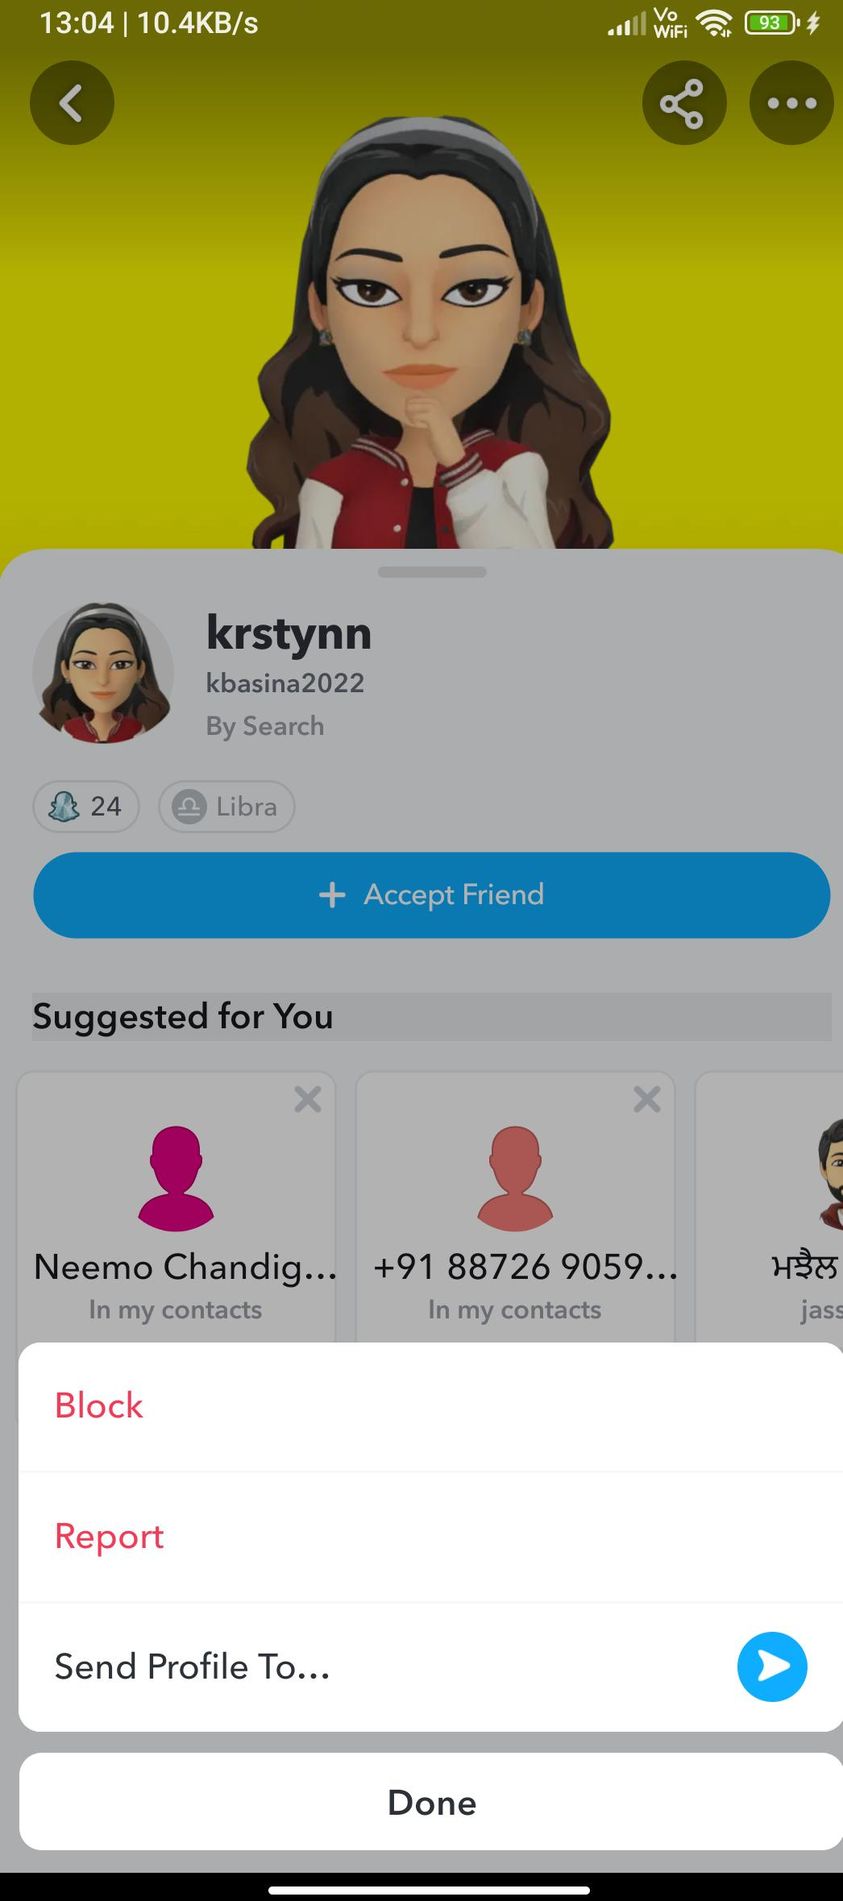 13:04 | 10.4KB/s
Vo
WiFi
93
krstynn
kbasina2022
By Search
24
Libra
+ Accept Friend
Suggested for You
Neemo Chandig...
+91 88726 9059...
ਮਝੈਲ
In my contacts
In my contacts
jass
Block
Report
Send Profile To...
Done